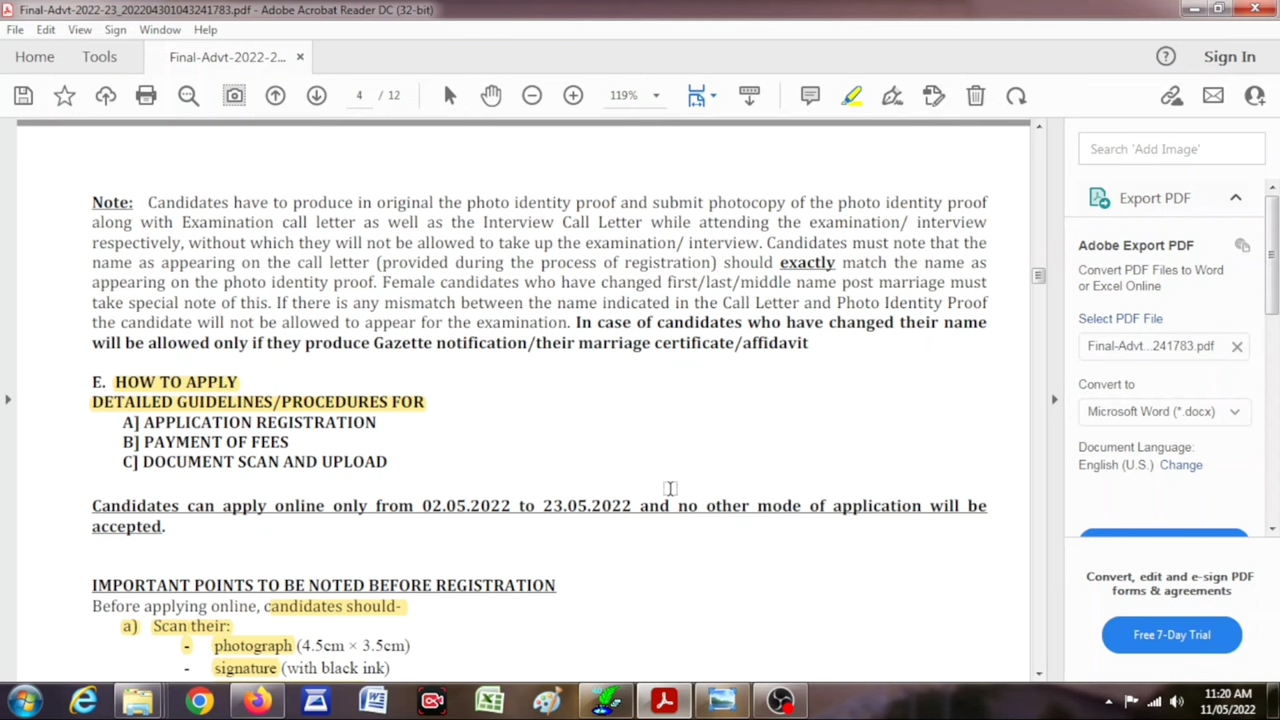 Final-Advt-2022-23_202204301043241783.pdf - Adobe Acrobat Reader DC (32-bit)
File Edit View Sign Window Help
Home Tools Final-Advt-2022-2... × Sign In
4 / 12 119%
Note: Candidates have to produce in original the photo identity proof and submit photocopy of the photo identity proof
along with Examination call letter as well as the Interview Call Letter while attending the examination/ interview
respectively, without which they will not be allowed to take up the examination/ interview. Candidates must note that the
name as appearing on the call letter (provided during the process of registration) should exactly match the name as
appearing on the photo identity proof. Female candidates who have changed first/last/middle name post marriage must
take special note of this. If there is any mismatch between the name indicated in the Call Letter and Photo Identity Proof
the candidate will not be allowed to appear for the examination. In case of candidates who have changed their name
will be allowed only if they produce Gazette notification/their marriage certificate/affidavit
E. HOW TO APPLY
DETAILED GUIDELINES/PROCEDURES FOR
A] APPLICATION REGISTRATION
B] PAYMENT OF FEES
C] DOCUMENT SCAN AND UPLOAD
Candidates can apply online only from 02.05.2022 to 23.05.2022 and no other mode of application will be
accepted.
IMPORTANT POINTS TO BE NOTED BEFORE REGISTRATION
Before applying online, candidates should-
a) Scan their:
- photograph (4.5cm × 3.5cm)
- signature (with black ink)
Search 'Add Image'
Export PDF
Adobe Export PDF
Convert PDF Files to Word
or Excel Online
Select PDF File
Final-Advt...241783.pdf ×
Convert to
Microsoft Word (*.docx)
Document Language:
English (U.S.) Change
Convert, edit and e-sign PDF
forms & agreements
Free 7-Day Trial
11:20 AM
11/05/2022